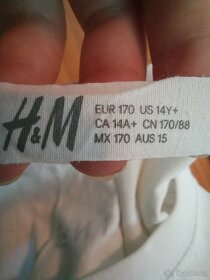 H&M
EUR 170 US 14Y+
CA 14A+ CN 170/88
MX 170 AUS 15